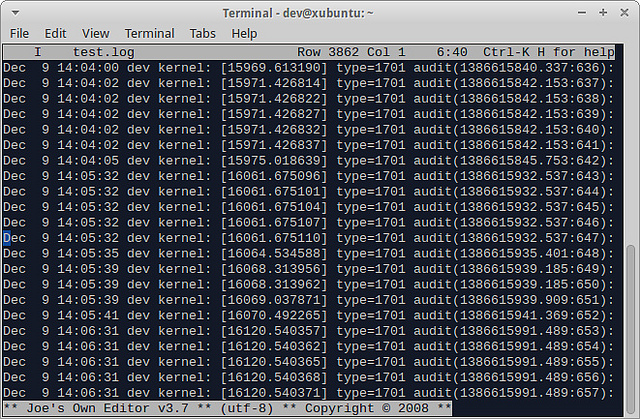 Terminal - dev@xubuntu: ~
File Edit View Terminal Tabs Help
I test.log Row 3862 Col 1 6:40 Ctrl-K H for help
Dec  9 14:04:00 dev kernel: [15969.613190] type=1701 audit(1386615840.337:636):
Dec  9 14:04:02 dev kernel: [15971.426814] type=1701 audit(1386615842.153:637):
Dec  9 14:04:02 dev kernel: [15971.426822] type=1701 audit(1386615842.153:638):
Dec  9 14:04:02 dev kernel: [15971.426827] type=1701 audit(1386615842.153:639):
Dec  9 14:04:02 dev kernel: [15971.426832] type=1701 audit(1386615842.153:640):
Dec  9 14:04:02 dev kernel: [15971.426837] type=1701 audit(1386615842.153:641):
Dec  9 14:04:05 dev kernel: [15975.018639] type=1701 audit(1386615845.753:642):
Dec  9 14:05:32 dev kernel: [16061.675096] type=1701 audit(1386615932.537:643):
Dec  9 14:05:32 dev kernel: [16061.675101] type=1701 audit(1386615932.537:644):
Dec  9 14:05:32 dev kernel: [16061.675104] type=1701 audit(1386615932.537:645):
Dec  9 14:05:32 dev kernel: [16061.675107] type=1701 audit(1386615932.537:646):
Dec  9 14:05:32 dev kernel: [16061.675110] type=1701 audit(1386615932.537:647):
Dec  9 14:05:35 dev kernel: [16064.534588] type=1701 audit(1386615935.401:648):
Dec  9 14:05:39 dev kernel: [16068.313956] type=1701 audit(1386615939.185:649):
Dec  9 14:05:39 dev kernel: [16068.313962] type=1701 audit(1386615939.185:650):
Dec  9 14:05:39 dev kernel: [16069.037871] type=1701 audit(1386615939.909:651):
Dec  9 14:05:41 dev kernel: [16070.492265] type=1701 audit(1386615941.369:652):
Dec  9 14:06:31 dev kernel: [16120.540357] type=1701 audit(1386615991.489:653):
Dec  9 14:06:31 dev kernel: [16120.540362] type=1701 audit(1386615991.489:654):
Dec  9 14:06:31 dev kernel: [16120.540365] type=1701 audit(1386615991.489:655):
Dec  9 14:06:31 dev kernel: [16120.540368] type=1701 audit(1386615991.489:656):
Dec  9 14:06:31 dev kernel: [16120.540371] type=1701 audit(1386615991.489:657):
** Joe's Own Editor v3.7 ** (utf-8) ** Copyright © 2008 **